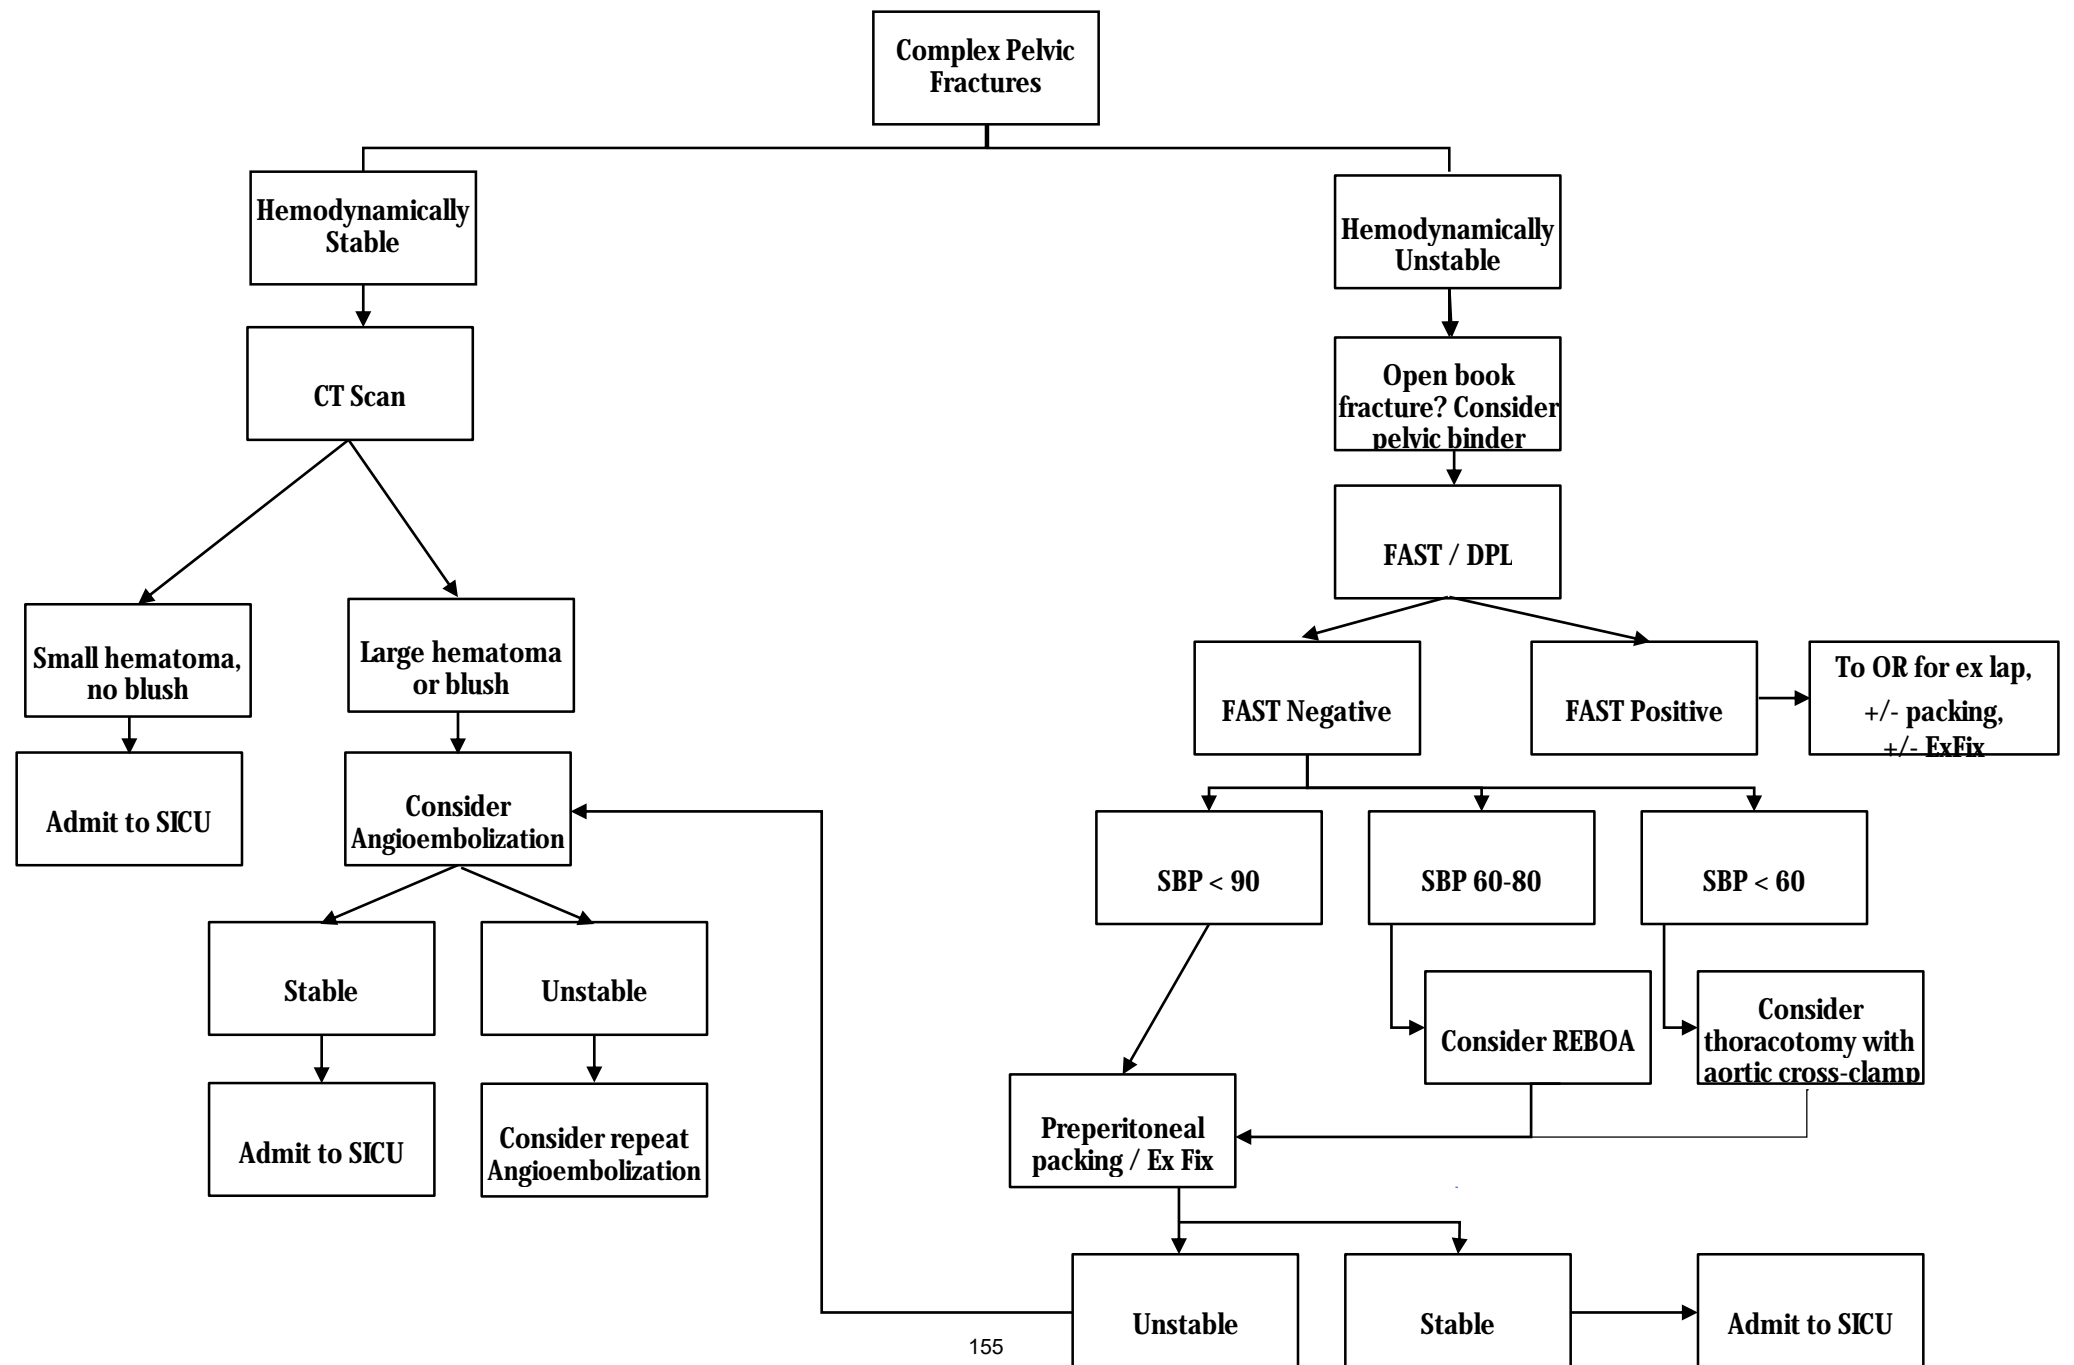 Complex Pelvic
Fractures
Hemodynamically
Stable
Hemodynamically
Unstable
CT Scan
Open book
fracture? Consider
pelvic binder
FAST / DPL
Small hematoma,
no blush
Large hematoma
or blush
FAST Negative
FAST Positive
To OR for ex lap,
+/- packing,
+/- ExFix
Admit to SICU
Consider
Angioembolization
SBP < 90
SBP 60-80
SBP < 60
Stable
Unstable
Consider REBOA
Consider
thoracotomy with
aortic cross-clamp
Admit to SICU
Consider repeat
Angioembolization
Preperitoneal
packing / Ex Fix
Unstable
Stable
Admit to SICU
155